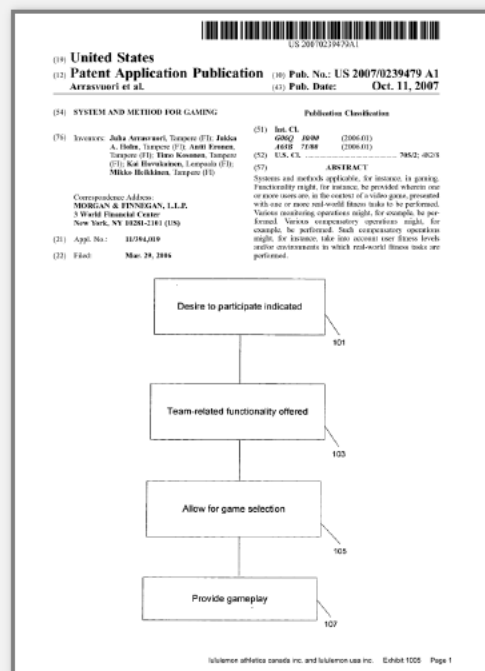 US 20070239479A1
(19) United States
(12) Patent Application Publication (10) Pub. No.: US 2007/0239479 A1
Arrasvuori et al. (43) Pub. Date: Oct. 11, 2007
(54) SYSTEM AND METHOD FOR GAMING
(76) Inventors: Juha Arrasvuori, Tampere (FI); Jukka
A. Holm, Tampere (FI); Antti Eronen,
Tampere (FI); Timo Kosonen, Tampere
(FI); Kai Havukainen, Lempaala (FI);
Mikko Heikkinen, Tampere (FI)
Correspondence Address:
MORGAN & FINNEGAN, L.L.P.
3 World Financial Center
New York, NY 10281-2101 (US)
(21) Appl. No.: 11/394,019
(22) Filed: Mar. 29, 2006
Publication Classification
(51) Int. Cl.
G06Q 10/00 (2006.01)
A61B 71/00 (2006.01)
(52) U.S. Cl. 705/2; 482/8
(57) ABSTRACT
Systems and methods applicable, for instance, in gaming.
Functionality might, for instance, be provided wherein one
or more users are, in the context of a video game, presented
with one or more real-world fitness tasks to be performed.
Various monitoring operations might, for example, be per-
formed. Various compensatory operations might, for
example, be performed. Such compensatory operations
might, for instance, take into account user fitness levels
and/or environments in which real-world fitness tasks are
performed.
Desire to participate indicated
101
Team-related functionality offered
103
Allow for game selection
105
Provide gameplay
107
lululemon athletica canada inc. and lululemon usa inc. Exhibit 1005 Page 1